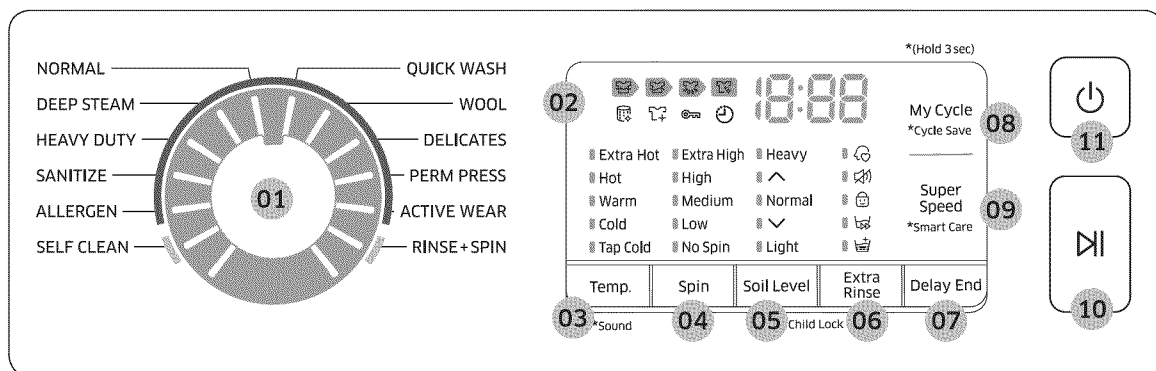 *(Hold 3 sec)
NORMAL
DEEP STEAM
HEAVY DUTY
SANITIZE
ALLERGEN
SELF CLEAN
QUICK WASH
WOOL
DELICATES
PERM PRESS
ACTIVE WEAR
RINSE+SPIN
01
02
18:88
Extra Hot
Hot
Warm
Cold
Tap Cold
Extra High
High
Medium
Low
No Spin
Heavy
Normal
Light
My Cycle
*Cycle Save
08
Super
Speed
*Smart Care
09
Temp.
Spin
Soil Level
Extra
Rinse
Delay End
03
*Sound
04
05
Child Lock
06
07
11
10